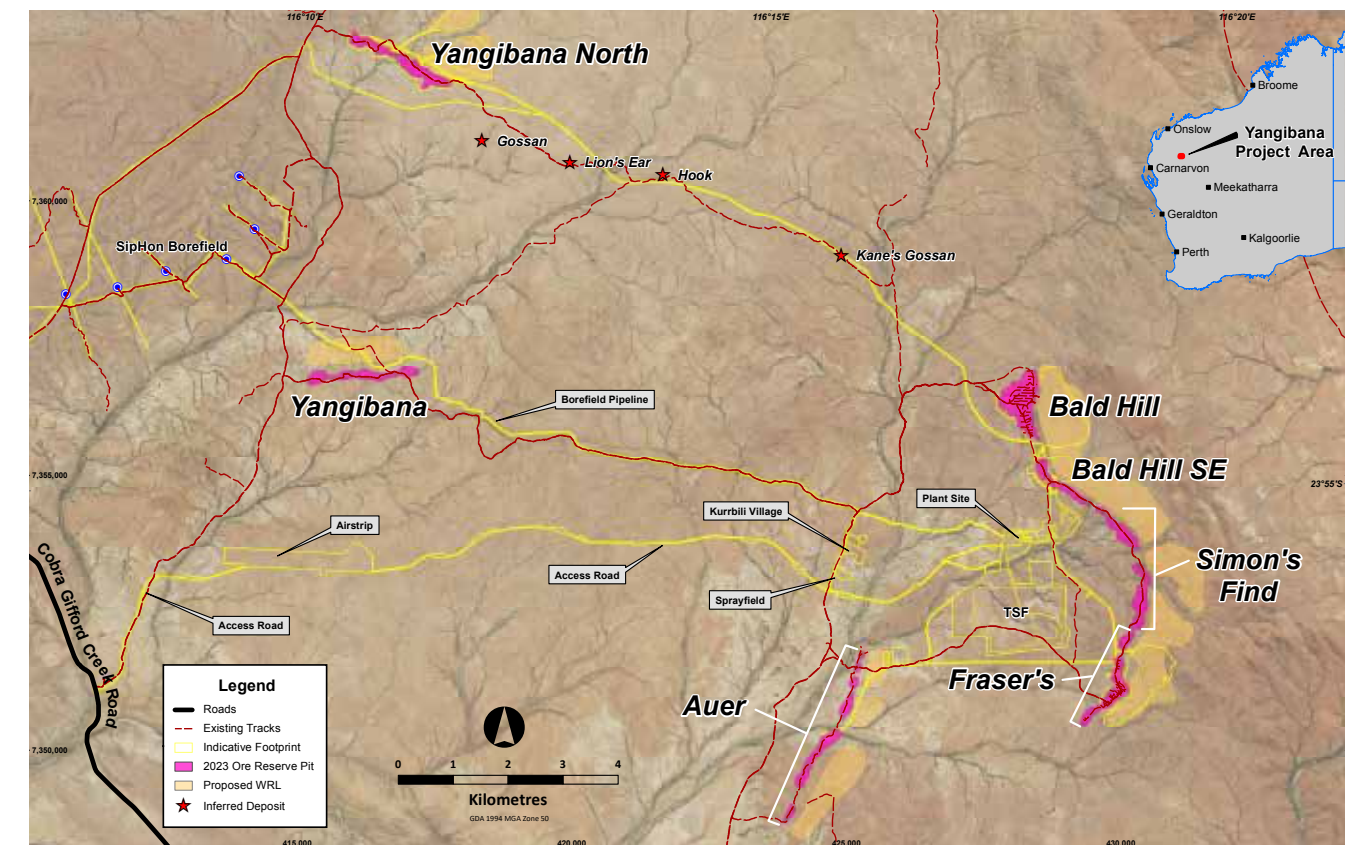 116°10'E
116°15'E
116°20'E
Yangibana North
Broome
Onslow
Yangibana
Project Area
Carnarvon
Meekatharra
Geraldton
Kalgoorlie
Perth
Gossan
Lion's Ear
Hook
7,360,000
SipHon Borefield
Kane's Gossan
Yangibana
Borefield Pipeline
Bald Hill
Bald Hill SE
7,355,000
23°55'S
Plant Site
Kurrbili Village
Airstrip
Access Road
Sprayfield
Simon's
Find
TSF
Access Road
Cobra Gifford Creek Road
Fraser's
Auer
Legend
Roads
Existing Tracks
Indicative Footprint
2023 Ore Reserve Pit
Proposed WRL
Inferred Deposit
7,350,000
0 1 2 3 4
Kilometres
GDA 1994 MGA Zone 50
415,000
420,000
425,000
430,000